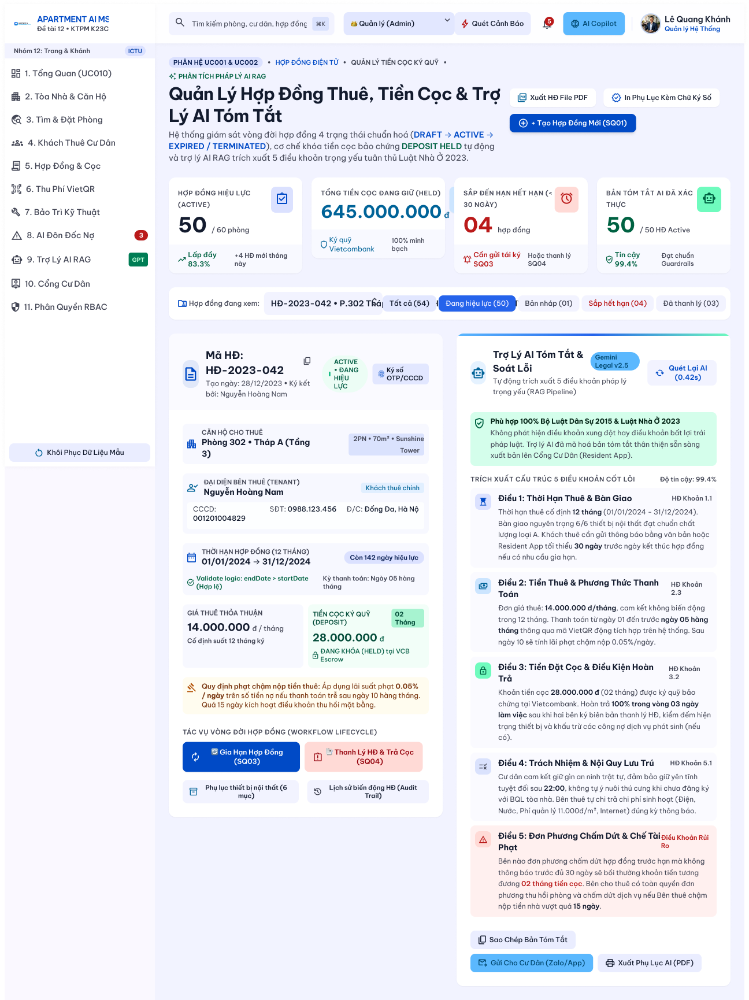 APARTMENT AI MS
Đề tài 12 • KTPM K23C
Tìm kiếm phòng, cư dân, hợp đồng
⌘K
👑 Quản lý (Admin)
Quét Cảnh Báo
5
AI Copilot
Lê Quang Khánh
Quản lý Hệ Thống
Nhóm 12: Trang & Khánh
ICTU
1. Tổng Quan (UC010)
2. Tòa Nhà & Căn Hộ
3. Tìm & Đặt Phòng
4. Khách Thuê Cư Dân
5. Hợp Đồng & Cọc
6. Thu Phí VietQR
7. Bảo Trì Kỹ Thuật
8. AI Đôn Đốc Nợ
3
9. Trợ Lý AI RAG
GPT
10. Cổng Cư Dân
11. Phân Quyền RBAC
Khôi Phục Dữ Liệu Mẫu
PHÂN HỆ UC001 & UC002 • HỢP ĐỒNG ĐIỆN TỬ • QUẢN LÝ TIỀN CỌC KÝ QUỸ •
PHÂN TÍCH PHÁP LÝ AI RAG
Quản Lý Hợp Đồng Thuê, Tiền Cọc & Trợ
Lý AI Tóm Tắt
Hệ thống giám sát vòng đời hợp đồng 4 trạng thái chuẩn hoá (DRAFT → ACTIVE →
EXPIRED / TERMINATED), cơ chế khóa tiền cọc bảo chứng DEPOSIT HELD tự động
và trợ lý AI RAG trích xuất 5 điều khoản trọng yếu tuân thủ Luật Nhà Ở 2023.
Xuất HĐ File PDF
In Phụ Lục Kèm Chữ Ký Số
+ Tạo Hợp Đồng Mới (SQ01)
HỢP ĐỒNG HIỆU LỰC
(ACTIVE)
50 / 60 phòng
Lấp đầy
83.3%
+4 HĐ mới tháng
này
TỔNG TIỀN CỌC ĐANG GIỮ (HELD)
645.000.000 đ
Ký quỹ
Vietcombank
100% minh
bạch
SẮP ĐẾN HẠN HẾT HẠN (<
30 NGÀY)
04 hợp đồng
Cần gửi tái ký
SQ03
Hoặc thanh lý
SQ04
BẢN TÓM TẮT AI ĐÃ XÁC
THỰC
50 / 50 HĐ Active
Tin cậy
99.4%
Đạt chuẩn
Guardrails
Hợp đồng đang xem:
HĐ-2023-042 • P.302 Tháp
Tất cả (54)
Đang hiệu lực (50)
Bản nháp (01)
Sắp hết hạn (04)
Đã thanh lý (03)
Mã HĐ:
HĐ-2023-042
Tạo ngày: 28/12/2023 • Ký kết
bởi: Nguyễn Hoàng Nam
ACTIVE
• ĐANG
HIỆU
LỰC
Ký số
OTP/CCCD
CĂN HỘ CHO THUÊ
Phòng 302 • Tháp A (Tầng
3)
2PN • 70m² • Sunshine
Tower
ĐẠI DIỆN BÊN THUÊ (TENANT)
Nguyễn Hoàng Nam
Khách thuê chính
CCCD:
001201004829
SĐT: 0988.123.456
Đ/C: Đống Đa, Hà Nộ
THỜI HẠN HỢP ĐỒNG (12 THÁNG)
01/01/2024 → 31/12/2024
Còn 142 ngày hiệu lực
Validate logic: endDate > startDate
(Hợp lệ)
Kỳ thanh toán: Ngày 05 hàng
tháng
GIÁ THUÊ THỎA THUẬN
14.000.000 đ / tháng
Cố định suốt 12 tháng ký
TIỀN CỌC KÝ QUỸ
(DEPOSIT)
02
Tháng
28.000.000 đ
ĐANG KHÓA (HELD) tại VCB
Escrow
Quy định phạt chậm nộp tiền thuê: Áp dụng lãi suất phạt 0.05%
/ ngày trên số tiền nợ nếu thanh toán trễ sau ngày 10 hàng tháng.
Quá 15 ngày kích hoạt điều khoản thu hồi mặt bằng.
TÁC VỤ VÒNG ĐỜI HỢP ĐỒNG (WORKFLOW LIFECYCLE)
🔄 Gia Hạn Hợp Đồng
(SQ03)
Thanh Lý HĐ & Trả Cọc
(SQ04)
Phụ lục thiết bị nội thất (6
mục)
Lịch sử biến động HĐ (Audit
Trail)
Trợ Lý AI Tóm Tắt &
Soát Lỗi
Gemini
Legal v2.5
Tự động trích xuất 5 điều khoản pháp lý
trọng yếu (RAG Pipeline)
Quét Lại AI
(0.42s)
Phù hợp 100% Bộ Luật Dân Sự 2015 & Luật Nhà Ở 2023
Không phát hiện điều khoản xung đột hay điều khoản bất lợi trái
pháp luật. Trợ lý AI đã mã hoá bản tóm tắt thân thiện sẵn sàng
xuất bản lên Cổng Cư Dân (Resident App).
TRÍCH XUẤT CẤU TRÚC 5 ĐIỀU KHOẢN CỐT LÕI
Độ tin cậy: 99.4%
Điều 1: Thời Hạn Thuê & Bàn Giao
HĐ Khoản 1.1
Thời hạn thuê cố định 12 tháng (01/01/2024 - 31/12/2024).
Bàn giao nguyên trạng 6/6 thiết bị nội thất đạt chuẩn chất
lượng loại A. Khách thuê cần gửi thông báo bằng văn bản hoặc
Resident App tối thiểu 30 ngày trước ngày kết thúc hợp đồng
nếu có nhu cầu gia hạn.
Điều 2: Tiền Thuê & Phương Thức Thanh
Toán
HĐ Khoản
2.3
Đơn giá thuê: 14.000.000 đ/tháng, cam kết không biến động
trong 12 tháng. Thanh toán từ ngày 01 đến trước ngày 05 hàng
tháng thông qua mã VietQR động tích hợp trên hệ thống. Sau
ngày 10 sẽ tính lãi phạt chậm nộp 0.05%/ngày.
Điều 3: Tiền Đặt Cọc & Điều Kiện Hoàn
Trả
HĐ Khoản
3.2
Khoản tiền cọc 28.000.000 đ (02 tháng) được ký quỹ bảo
chứng tại Vietcombank. Hoàn trả 100% trong vòng 03 ngày
làm việc sau khi hai bên ký biên bản thanh lý HĐ, kiểm đếm hiện
trạng thiết bị và khấu trừ các công nợ dịch vụ phát sinh (nếu
có).
Điều 4: Trách Nhiệm & Nội Quy Lưu Trú
HĐ Khoản 5.1
Cư dân cam kết giữ gìn an ninh trật tự, đảm bảo giữ yên tĩnh
tuyệt đối sau 22:00, không tự ý nuôi thú cưng khi chưa đăng ký
với BQL tòa nhà. Bên thuê tự chi trả chi phí sinh hoạt (Điện,
Nước, Phí quản lý 11.000đ/m², Internet) đúng kỳ thông báo.
Điều 5: Đơn Phương Chấm Dứt & Chế Tài
Phạt
Điều Khoản Rủi
Ro
Bên nào đơn phương chấm dứt hợp đồng trước hạn mà không
thông báo trước đủ 30 ngày sẽ bồi thường khoản tiền tương
đương 02 tháng tiền cọc. Bên cho thuê có toàn quyền đơn
phương thu hồi phòng và chấm dứt dịch vụ nếu Bên thuê chậm
nộp tiền nhà vượt quá 15 ngày.
Sao Chép Bản Tóm Tắt
Gửi Cho Cư Dân (Zalo/App)
Xuất Phụ Lục AI (PDF)